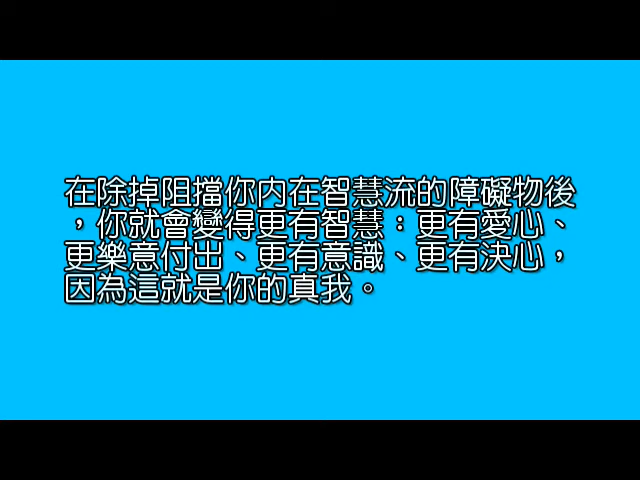 在除掉阻擋你內在智慧流的障礙物後
，你就會變得更有智慧：更有愛心、
更樂意付出、更有意識、更有決心，
因為這就是你的真我。